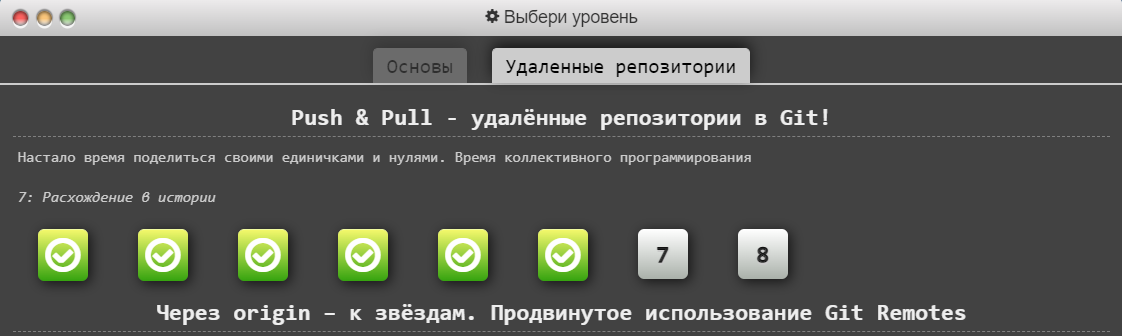 Выбери уровень
Основы Удаленные репозитории
Push & Pull - удалённые репозитории в Git!
Настало время поделиться своими единичками и нулями. Время коллективного программирования
7: Расхождение в истории
7 8
Через origin – к звёздам. Продвинутое использование Git Remotes